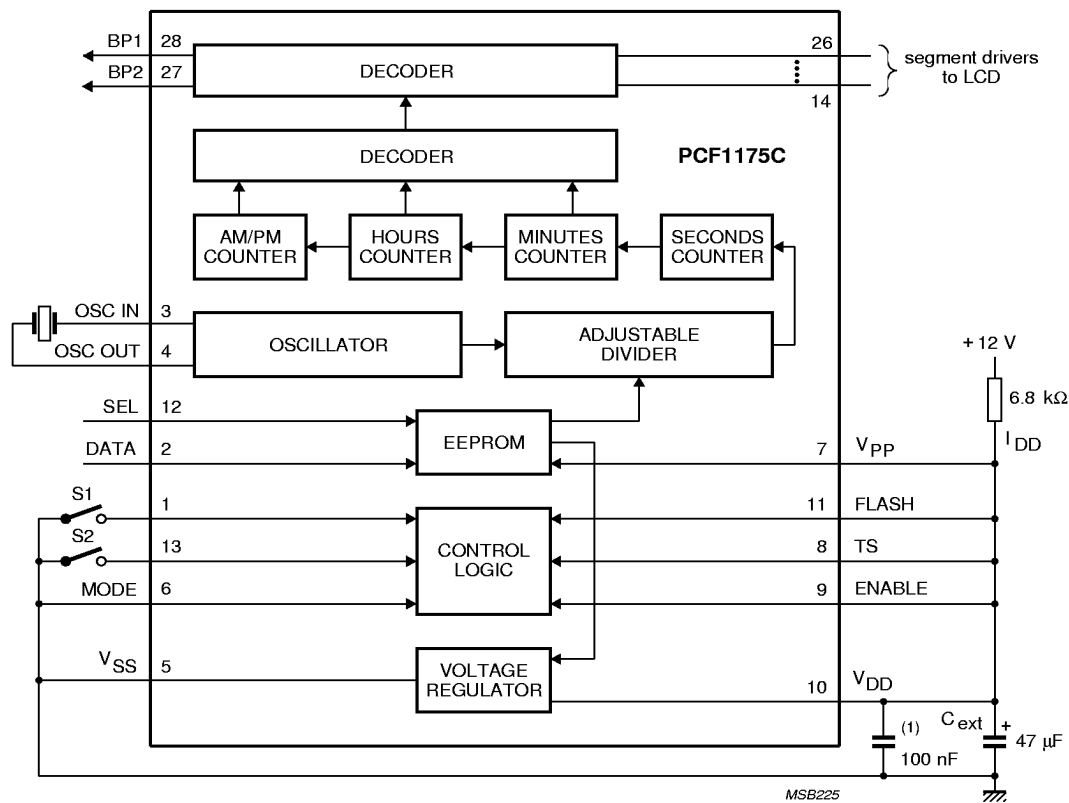 BP1 28
BP2 27
DECODER
26
14
segment drivers
to LCD
DECODER
PCF1175C
AM/PM
COUNTER
HOURS
COUNTER
MINUTES
COUNTER
SECONDS
COUNTER
OSC IN 3
OSC OUT 4
OSCILLATOR
ADJUSTABLE
DIVIDER
+ 12 V
6.8 kΩ
I DD
SEL 12
DATA 2
EEPROM
7 V PP
S1 1
S2 13
MODE 6
CONTROL
LOGIC
11 FLASH
8 TS
9 ENABLE
V SS 5
VOLTAGE
REGULATOR
10 V DD
(1)
100 nF
C ext +
47 μF
MSB225